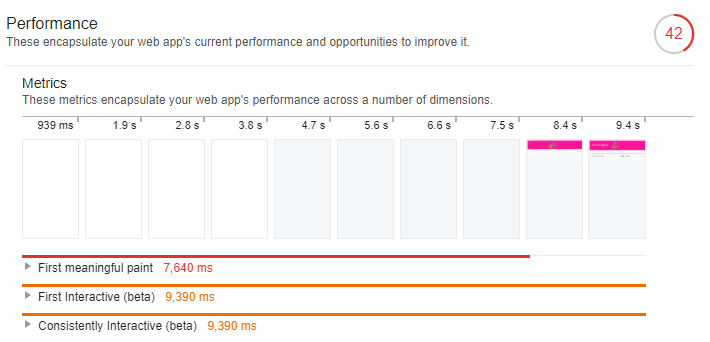 Performance
42
These encapsulate your web app's current performance and opportunities to improve it.
Metrics
These metrics encapsulate your web app's performance across a number of dimensions.
939 ms 1.9 s 2.8 s 3.8 s 4.7 s 5.6 s 6.6 s 7.5 s 8.4 s 9.4 s
First meaningful paint 7,640 ms
First Interactive (beta) 9,390 ms
Consistently Interactive (beta) 9,390 ms